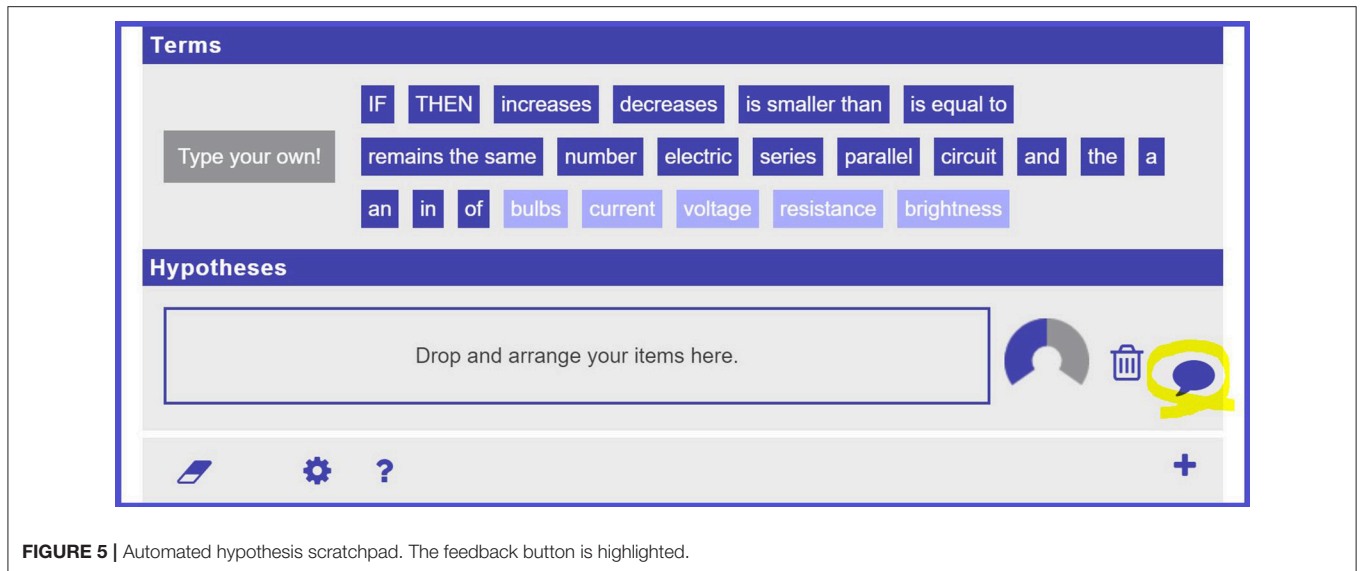 Terms
IF THEN increases decreases is smaller than is equal to
Type your own! remains the same number electric series parallel circuit and the a
an in of bulbs current voltage resistance brightness
Hypotheses
Drop and arrange your items here.
?
FIGURE 5 | Automated hypothesis scratchpad. The feedback button is highlighted.